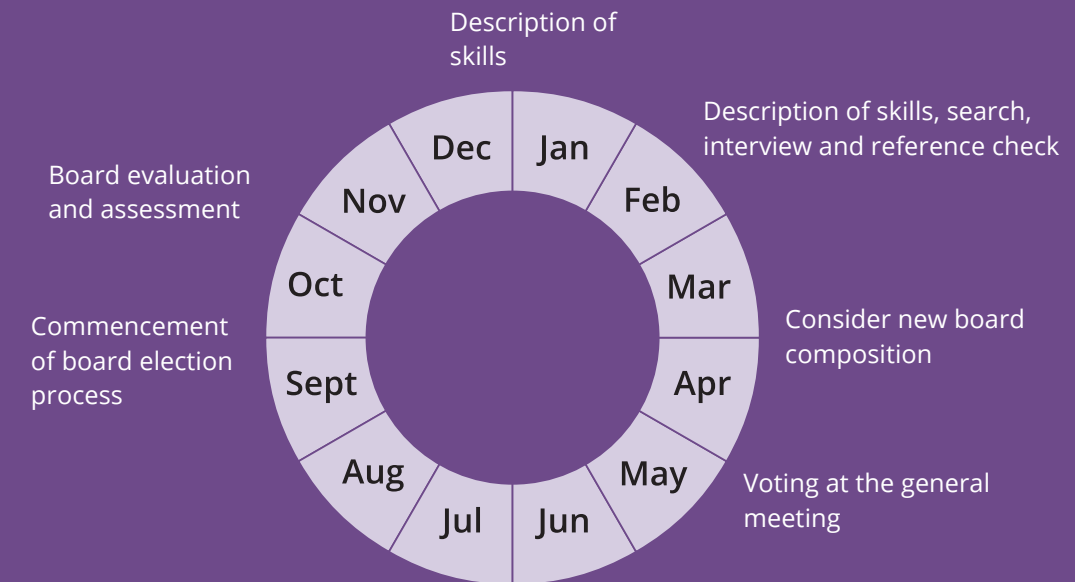 Description of
skills
Description of skills, search,
interview and reference check
Board evaluation
and assessment
Dec
Jan
Nov
Feb
Oct
Mar
Commencement
of board election
process
Consider new board
composition
Sept
Apr
Aug
May
Voting at the general
meeting
Jul
Jun